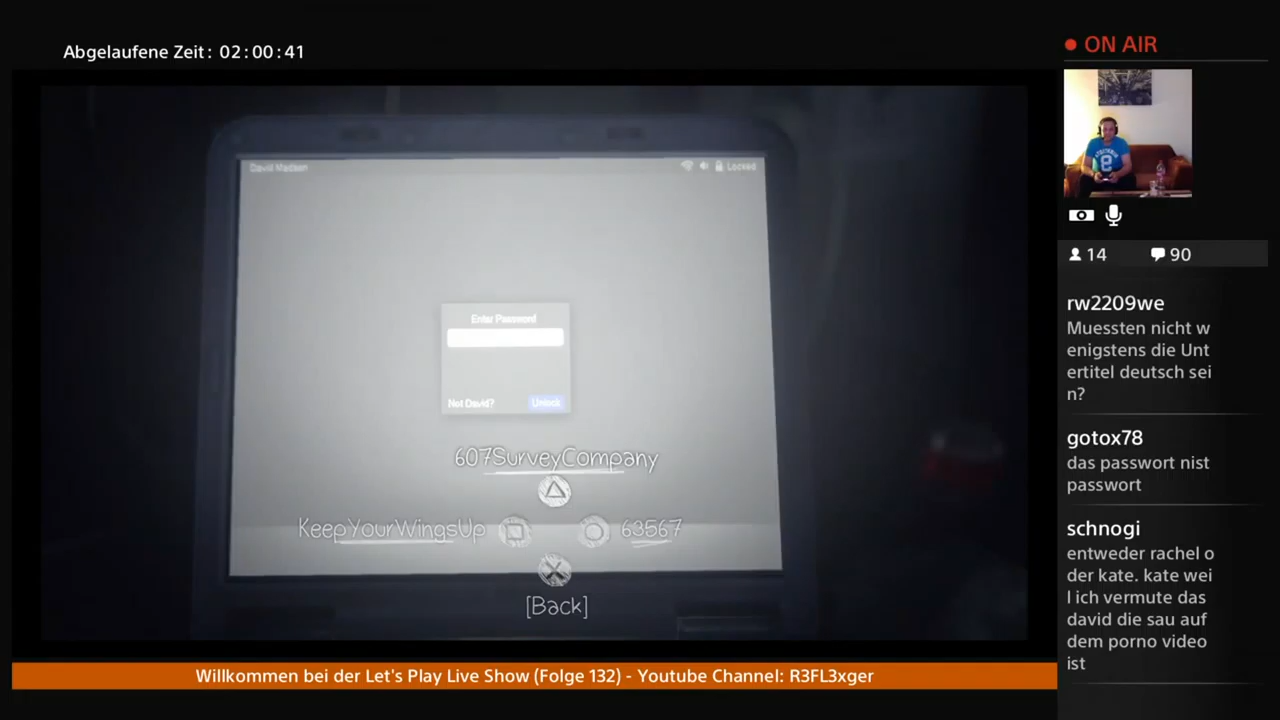 Abgelaufene Zeit: 02:00:41
ON AIR
14
90
David Madsen
Locked
Enter Password
Not David?
Unlock
607SurveyCompany
KeepYourWingsUp
63567
[Back]
rw2209we
Muessten nicht w
enigstens die Unt
ertitel deutsch sei
n?
gotox78
das passwort nist
passwort
schnogi
entweder rachel o
der kate. kate wei
l ich vermute das
david die sau auf
dem porno video
ist
Willkommen bei der Let's Play Live Show (Folge 132) - Youtube Channel: R3FL3xger